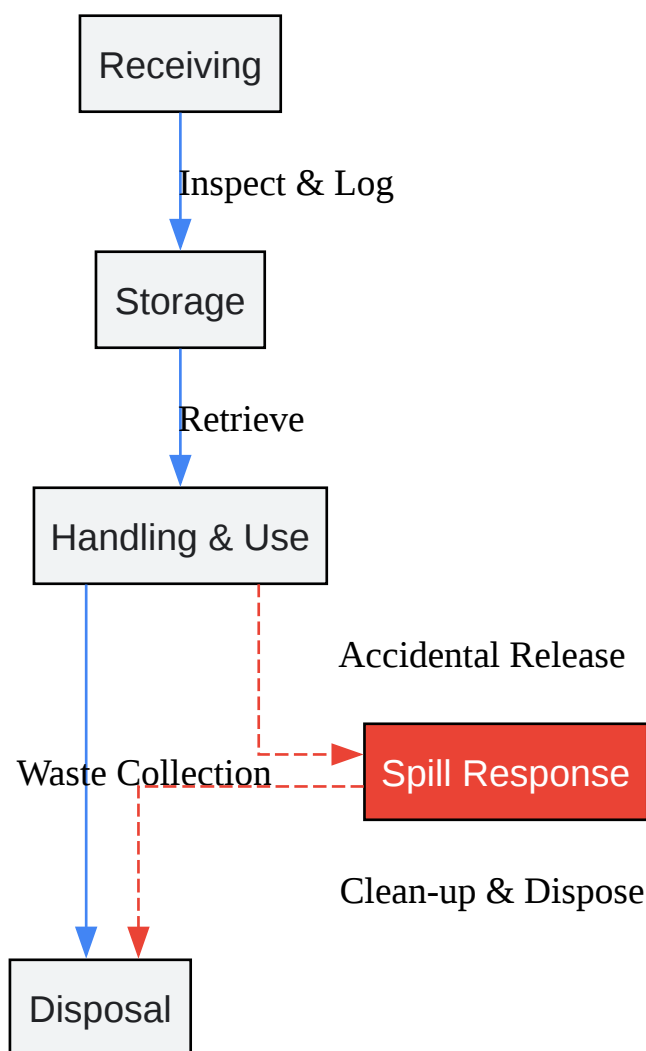 Receiving
Inspect & Log
Storage
Retrieve
Handling & Use
Accidental Release
Waste Collection
Spill Response
Clean-up & Dispose
Disposal